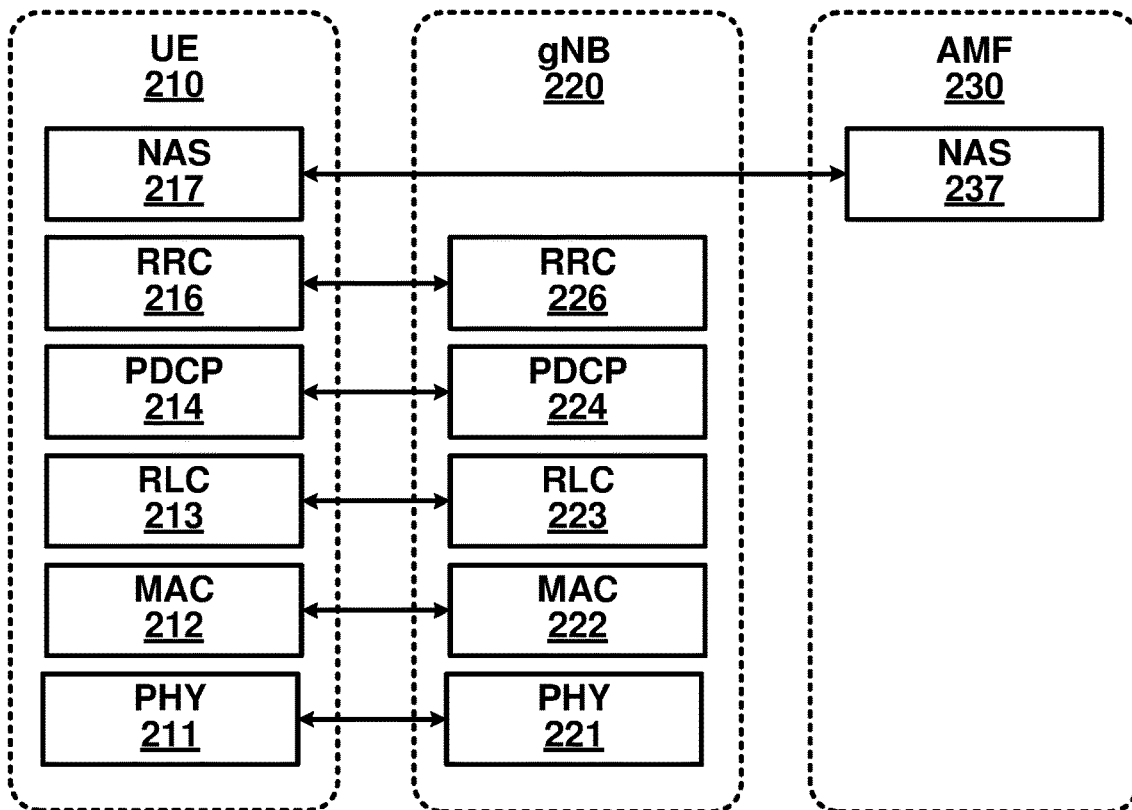 UE
210
gNB
220
AMF
230
NAS
217
NAS
237
RRC
216
RRC
226
PDCP
214
PDCP
224
RLC
213
RLC
223
MAC
212
MAC
222
PHY
211
PHY
221